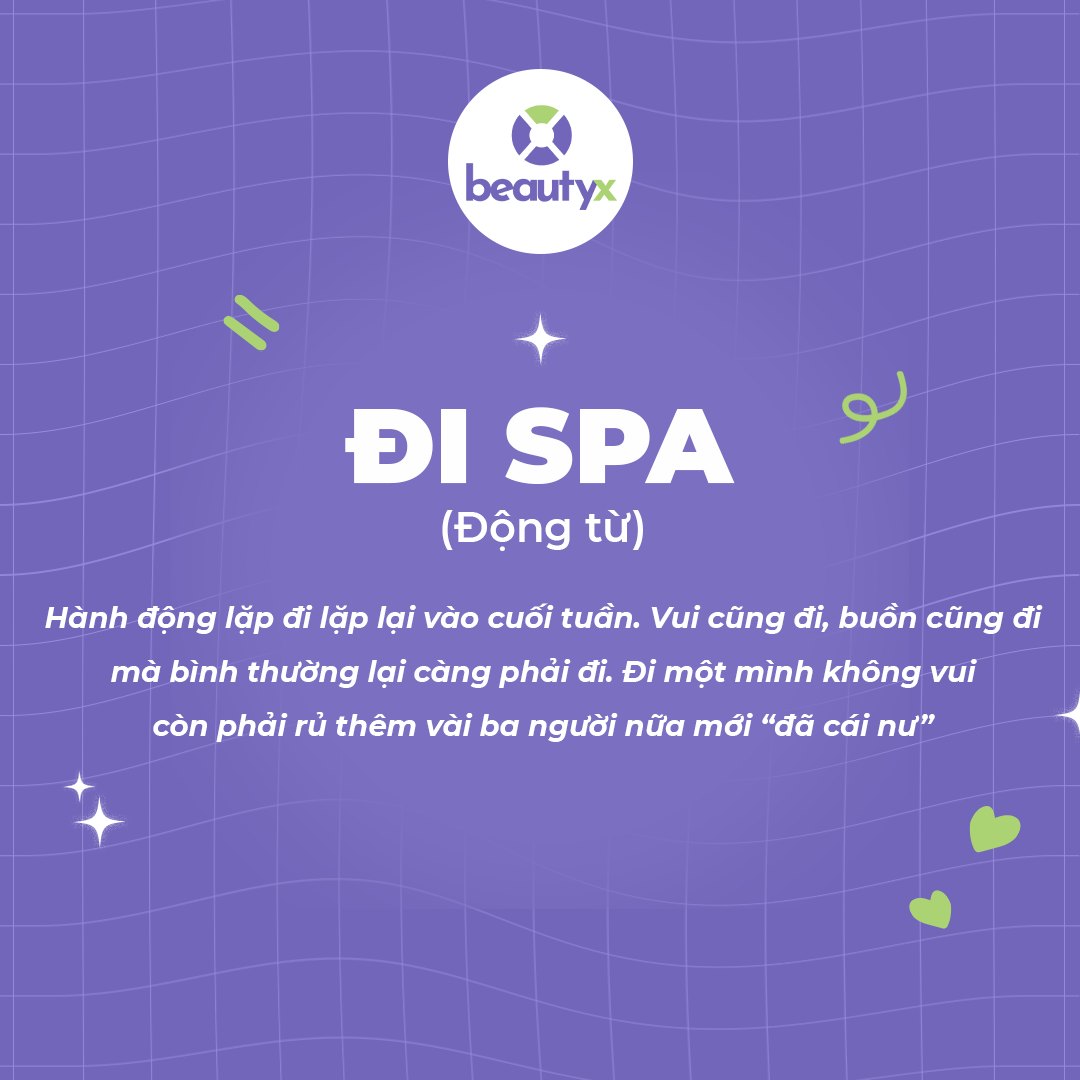 beautyx
ĐI SPA
(Động từ)
Hành động lặp đi lặp lại vào cuối tuần. Vui cũng đi, buồn cũng đi
mà bình thường lại càng phải đi. Đi một mình không vui
còn phải rủ thêm vài ba người nữa mới “đã cái nư”